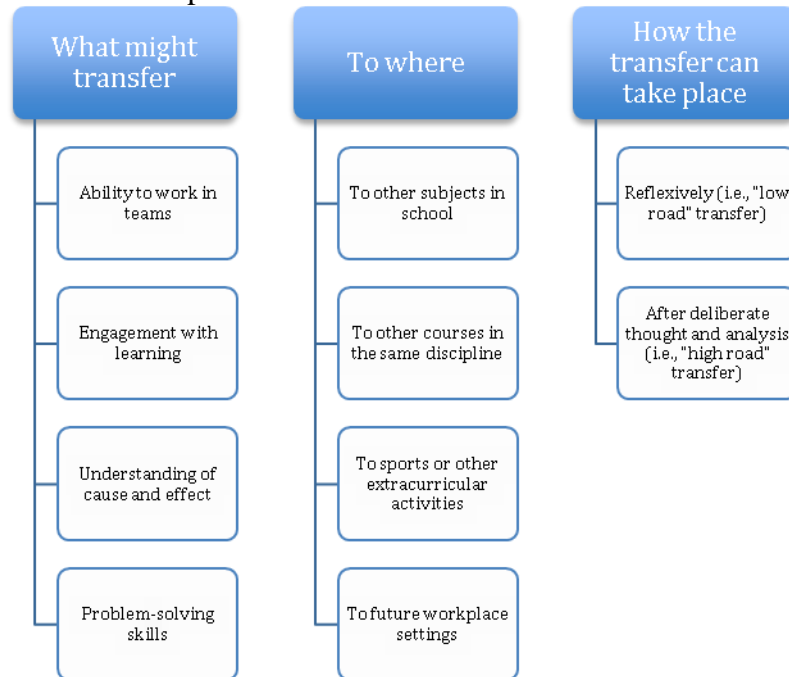 What might
transfer
Ability to work in
teams
Engagement with
learning
Understanding of
cause and effect
Problem-solving
skills
To where
To other subjects in
school
To other courses in
the same discipline
To sports or other
extracurricular
activities
To future workplace
settings
How the
transfer can
take place
Reflexively (i.e., "low
road" transfer)
After deliberate
thought and analysis
(i.e., "high road"
transfer)